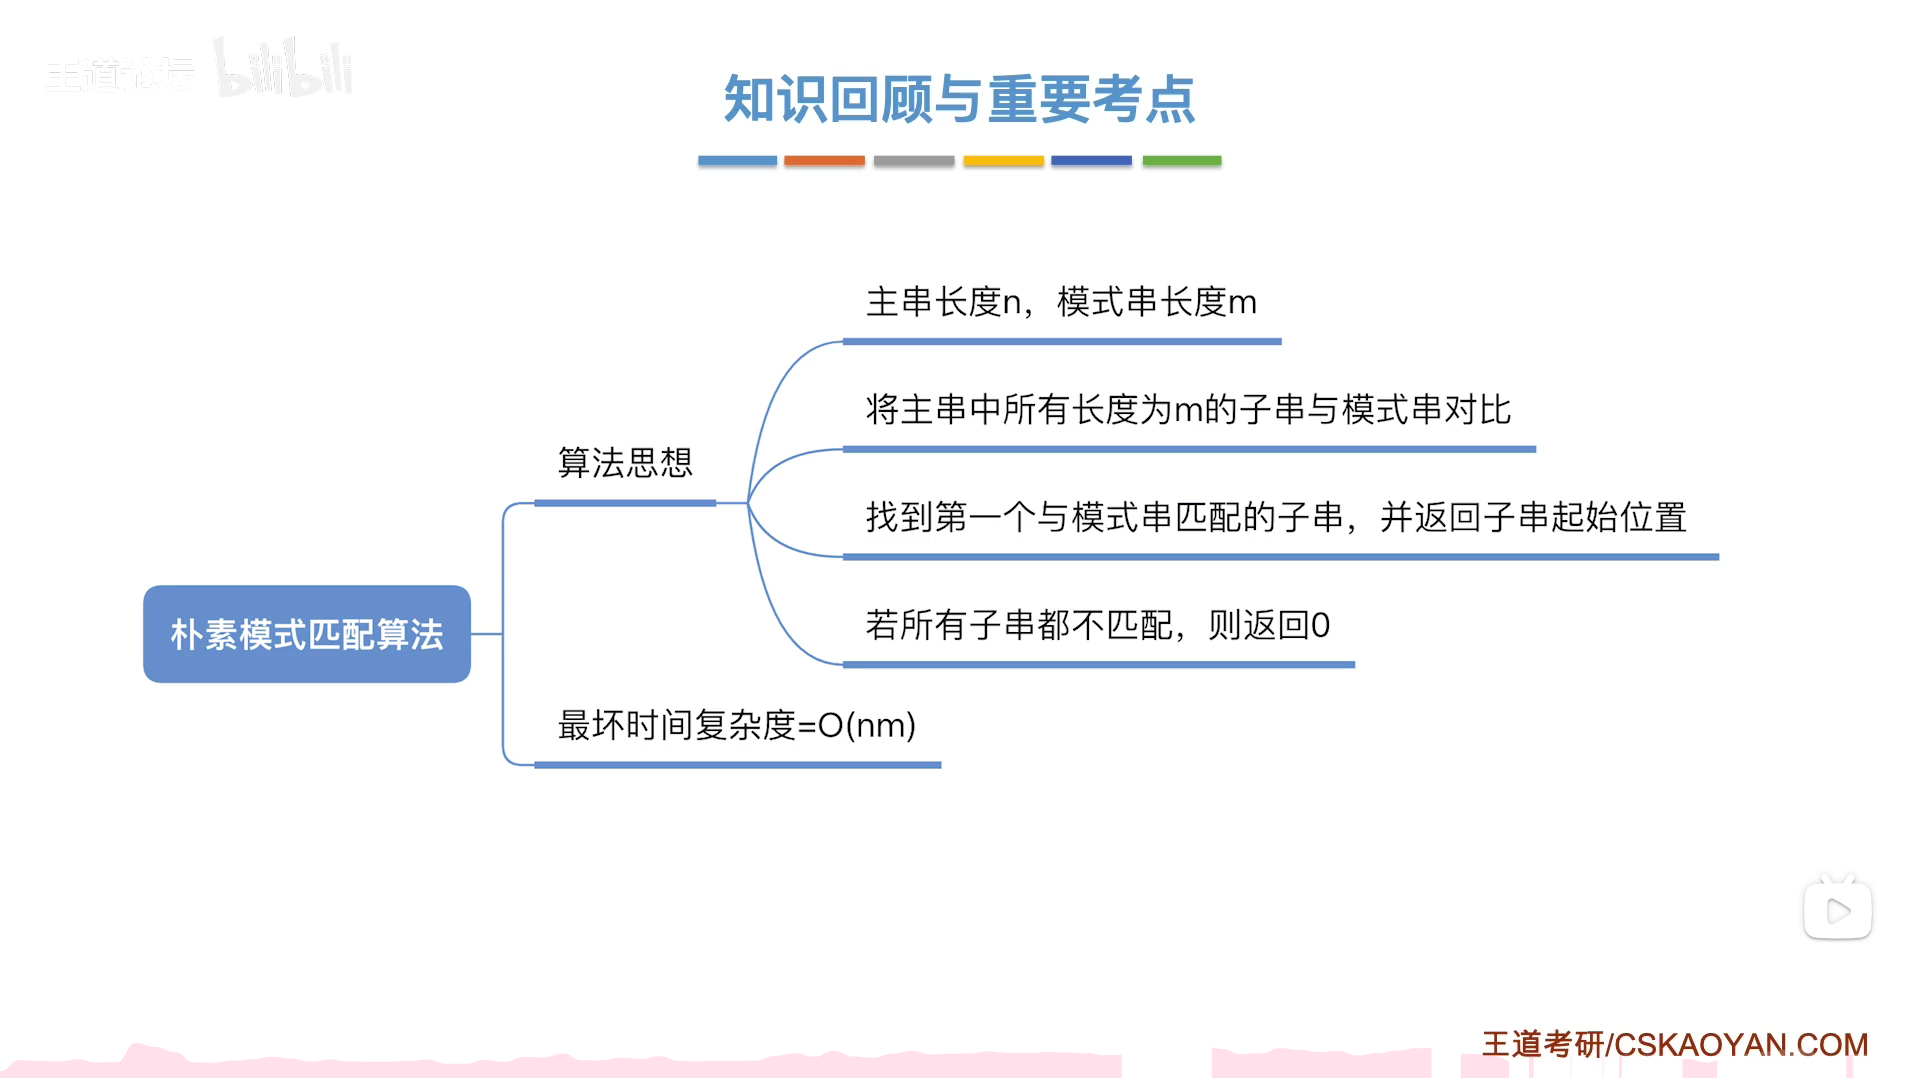 王道论坛 bilibili
知识回顾与重要考点
主串长度n，模式串长度m
将主串中所有长度为m的子串与模式串对比
算法思想
找到第一个与模式串匹配的子串，并返回子串起始位置
若所有子串都不匹配，则返回0
朴素模式匹配算法
最坏时间复杂度=O(nm)
王道考研/CSKAOYAN.COM